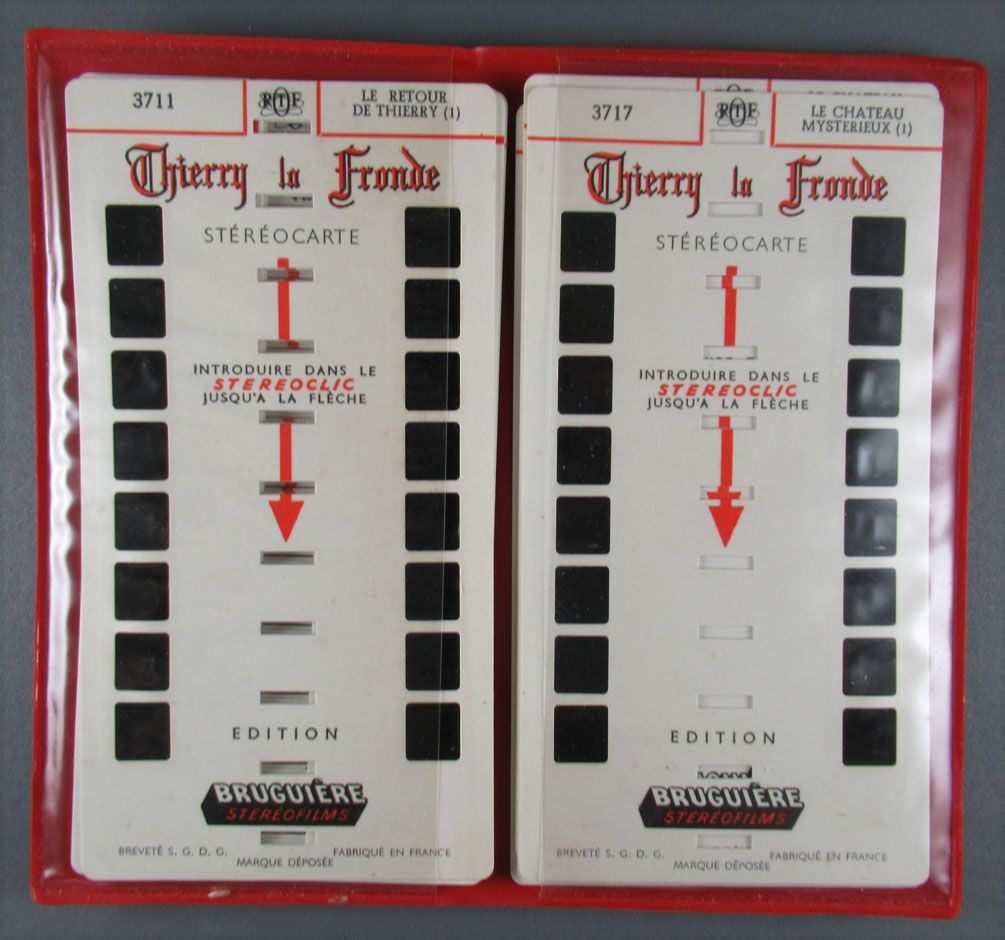 3711
RTF
LE RETOUR
DE THIERRY (1)
Thierry la Fronde
STÉRÉOCARTE
INTRODUIRE DANS LE
STEREOCLIC
JUSQU'A LA FLÈCHE
EDITION
BRUGUIÈRE
STÉRÉOFILMS
BREVETÉ S. G. D. G.
MARQUE DÉPOSÉE
FABRIQUÉ EN FRANCE
3717
RTF
LE CHATEAU
MYSTERIEUX (1)
Thierry la Fronde
STÉRÉOCARTE
INTRODUIRE DANS LE
STEREOCLIC
JUSQU'A LA FLÈCHE
EDITION
BRUGUIÈRE
STÉRÉOFILMS
BREVETÉ S. G. D. G.
MARQUE DÉPOSÉE
FABRIQUÉ EN FRANCE